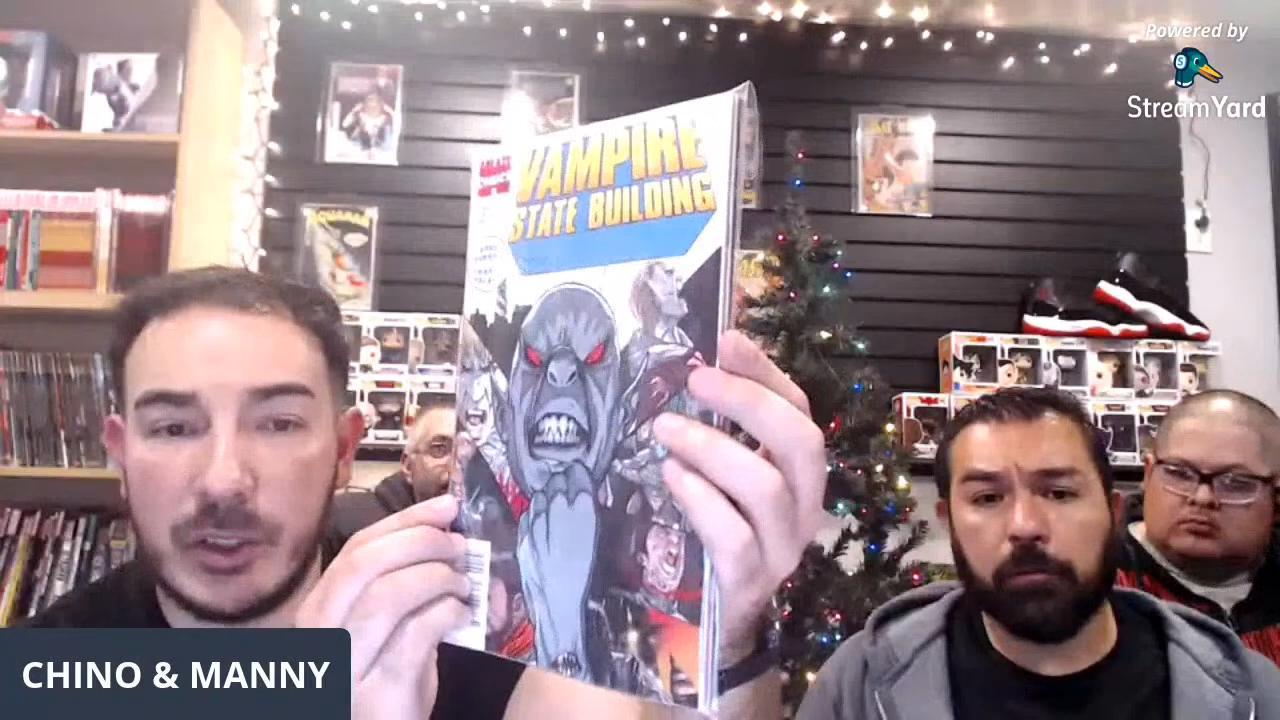 Powered by
StreamYard
VAMPIRE
STATE BUILDING
CHINO & MANNY